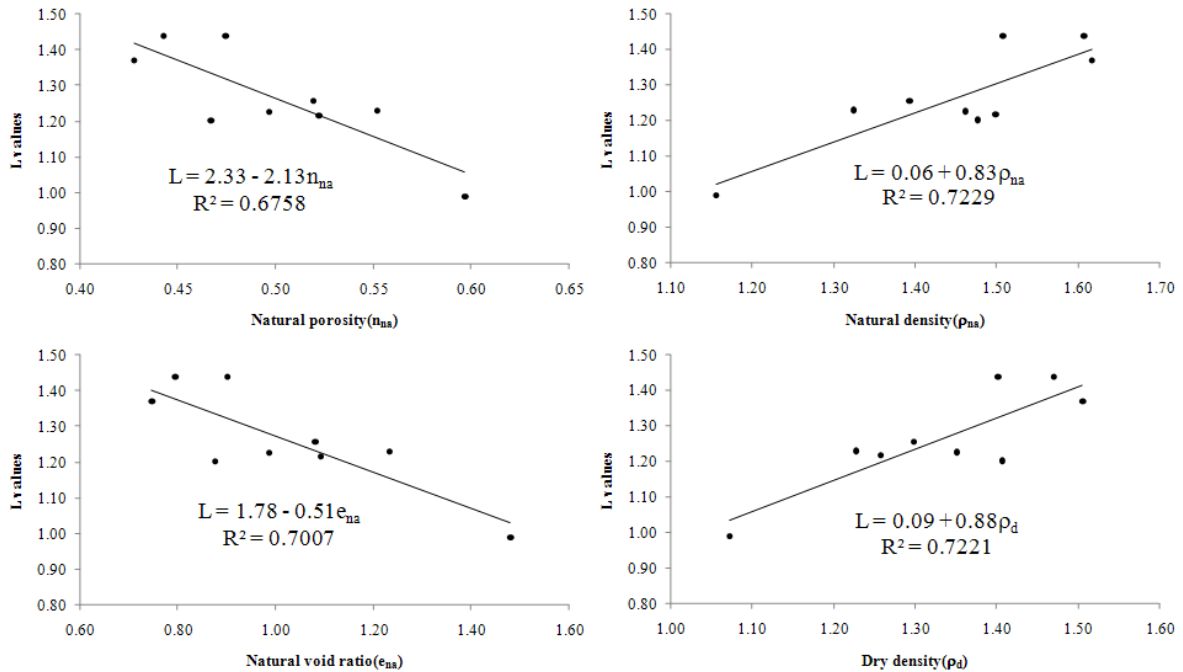 1.50
1.40
1.30
1.20
1.10
1.00
0.90
0.80
L values
L = 2.33 - 2.13nna
R² = 0.6758
0.40 0.45 0.50 0.55 0.60 0.65
Natural porosity(nna)
1.50
1.40
1.30
1.20
1.10
1.00
0.90
0.80
L values
L = 0.06 + 0.83ρna
R² = 0.7229
1.10 1.20 1.30 1.40 1.50 1.60 1.70
Natural density(ρna)
1.50
1.40
1.30
1.20
1.10
1.00
0.90
0.80
L values
L = 1.78 - 0.51ena
R² = 0.7007
0.60 0.80 1.00 1.20 1.40 1.60
Natural void ratio(ena)
1.50
1.40
1.30
1.20
1.10
1.00
0.90
0.80
L values
L = 0.09 + 0.88ρd
R² = 0.7221
1.00 1.10 1.20 1.30 1.40 1.50 1.60
Dry density(ρd)